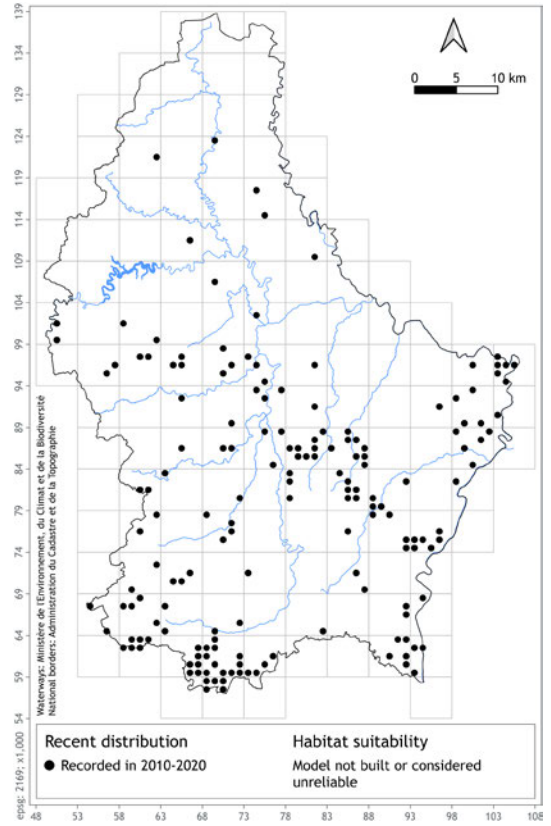 139
134
129
124
119
114
109
104
99
94
89
84
79
74
69
64
59
54
0 5 10 km
Waterways: Ministère de l'Environnement, du Climat et de la Biodiversité
National borders: Administration du Cadastre et de la Topographie
epsg: 2169; x1,000
Recent distribution
Recorded in 2010-2020
Habitat suitability
Model not built or considered
unreliable
48 53 58 63 68 73 78 83 88 93 98 103 108